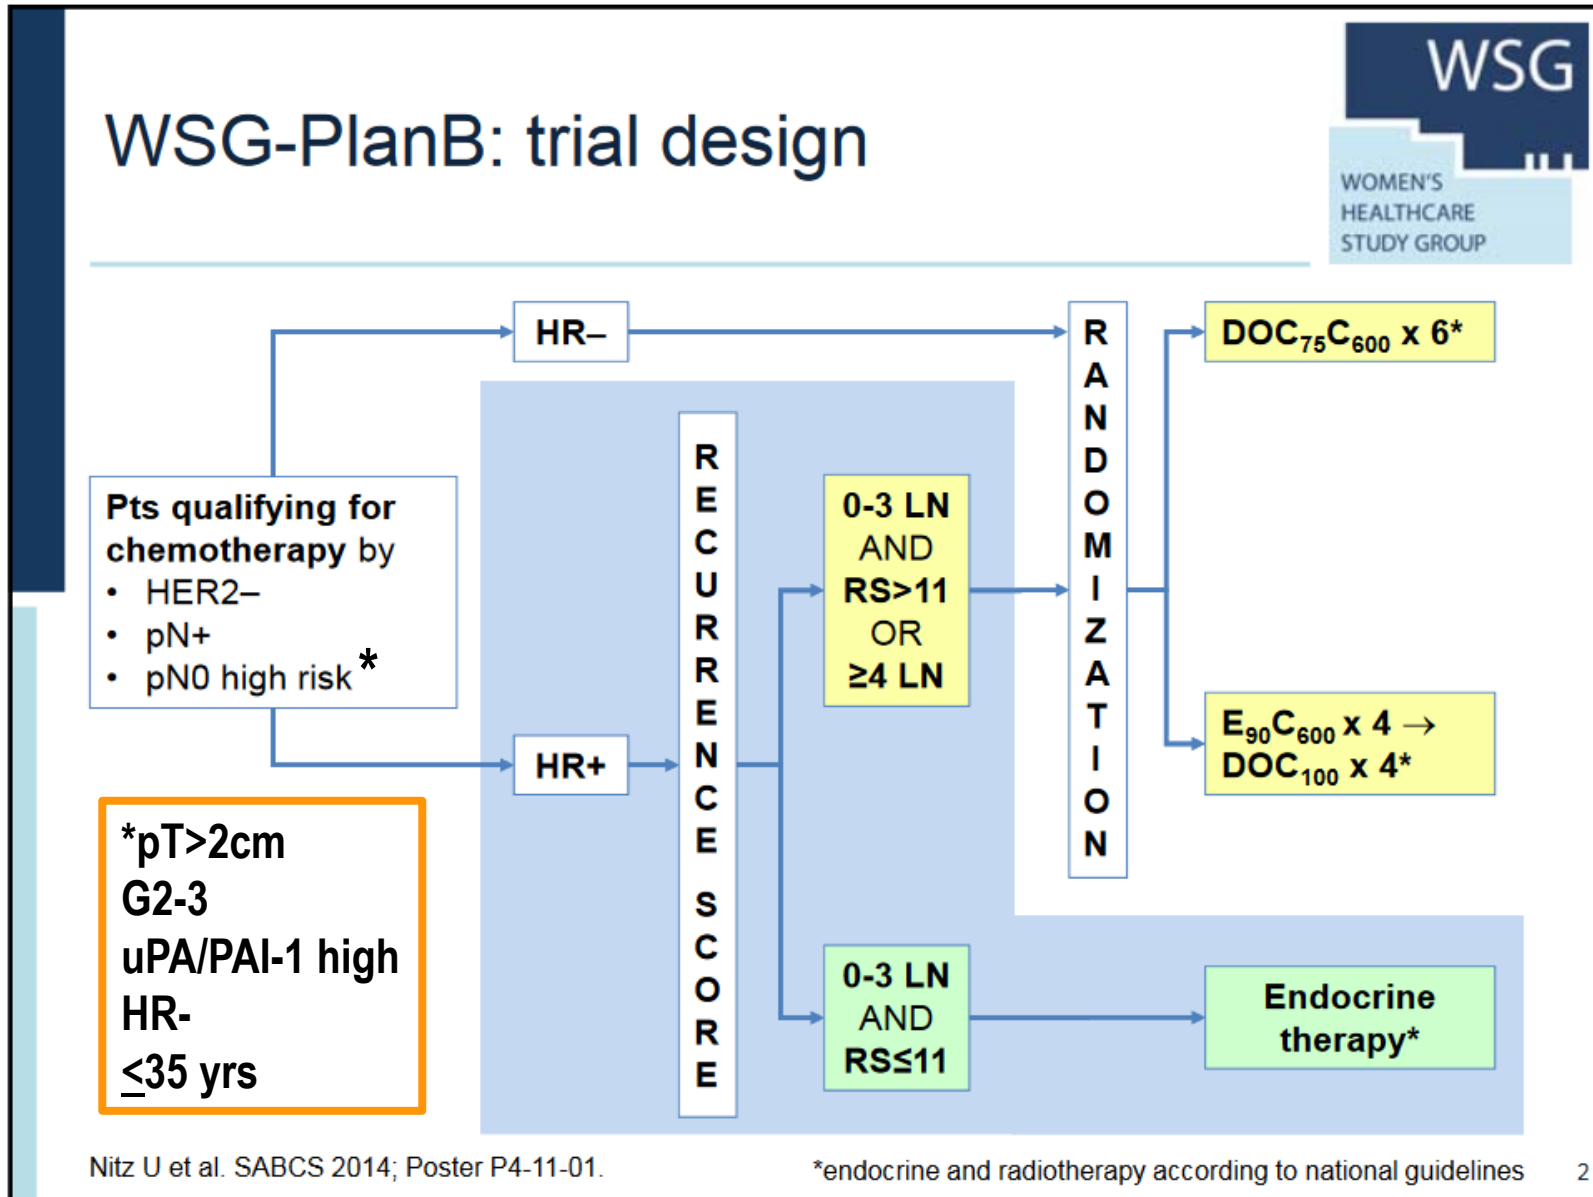 WSG
WOMEN'S
HEALTHCARE
STUDY GROUP
WSG-PlanB: trial design
HR–
Pts qualifying for
chemotherapy by
• HER2–
• pN+
• pN0 high risk *
HR+
*pT>2cm
G2-3
uPA/PAI-1 high
HR-
≤35 yrs
RECURRENCE SCORE
0-3 LN
AND
RS>11
OR
≥4 LN
0-3 LN
AND
RS≤11
RANDOMIZATION
DOC75C600 x 6*
E90C600 x 4 →
DOC100 x 4*
Endocrine
therapy*
Nitz U et al. SABCS 2014; Poster P4-11-01.
*endocrine and radiotherapy according to national guidelines
2